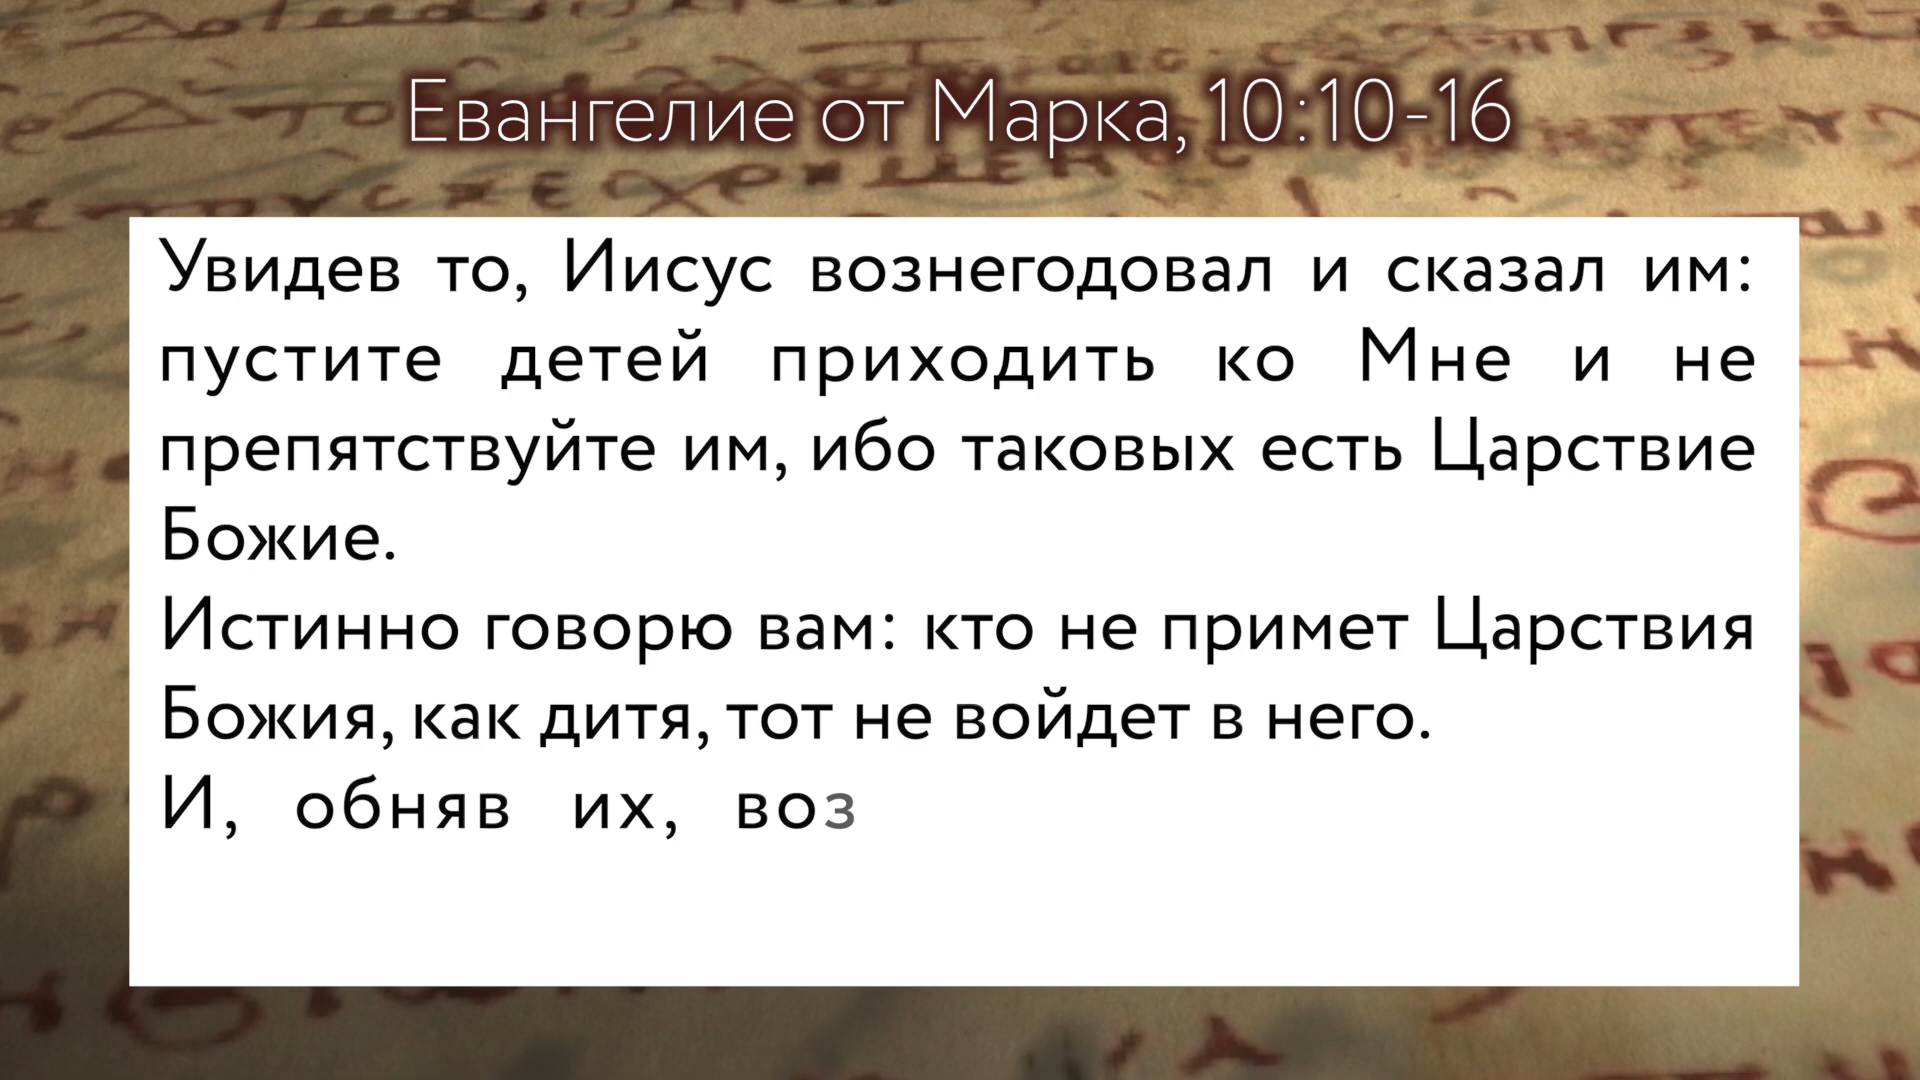 Евангелие от Марка, 10:10-16
Увидев то, Иисус вознегодовал и сказал им:
пустите детей приходить ко Мне и не
препятствуйте им, ибо таковых есть Царствие
Божие.
Истинно говорю вам: кто не примет Царствия
Божия, как дитя, тот не войдет в него.
И, обняв их, воз